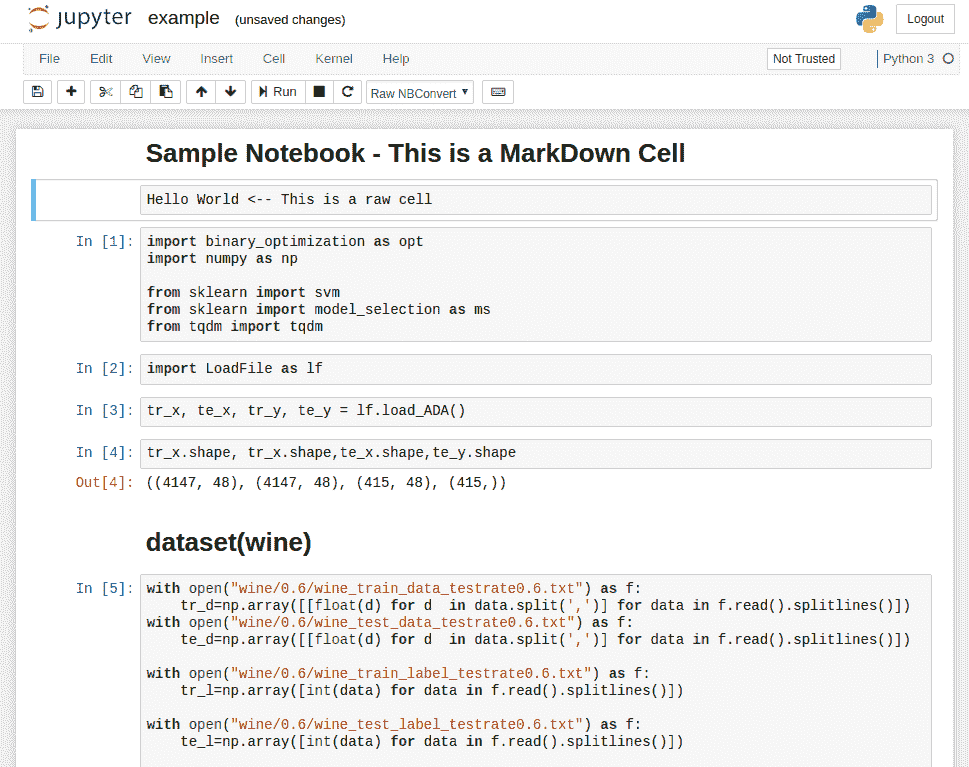 jupyter example (unsaved changes) Logout
File Edit View Insert Cell Kernel Help Not Trusted Python 3
Run Raw NBConvert
Sample Notebook - This is a MarkDown Cell
Hello World <-- This is a raw cell
In [1]: import binary_optimization as opt
import numpy as np
from sklearn import svm
from sklearn import model_selection as ms
from tqdm import tqdm
In [2]: import LoadFile as lf
In [3]: tr_x, te_x, tr_y, te_y = lf.load_ADA()
In [4]: tr_x.shape, tr_x.shape,te_x.shape,te_y.shape
Out[4]: ((4147, 48), (4147, 48), (415, 48), (415,))
dataset(wine)
In [5]: with open("wine/0.6/wine_train_data_testrate0.6.txt") as f:
    tr_d=np.array([[float(d) for d  in data.split(',')] for data in f.read().splitlines()])
with open("wine/0.6/wine_test_data_testrate0.6.txt") as f:
    te_d=np.array([[float(d) for d  in data.split(',')] for data in f.read().splitlines()])
with open("wine/0.6/wine_train_label_testrate0.6.txt") as f:
    tr_l=np.array([int(data) for data in f.read().splitlines()])
with open("wine/0.6/wine_test_label_testrate0.6.txt") as f:
    te_l=np.array([int(data) for data in f.read().splitlines()])